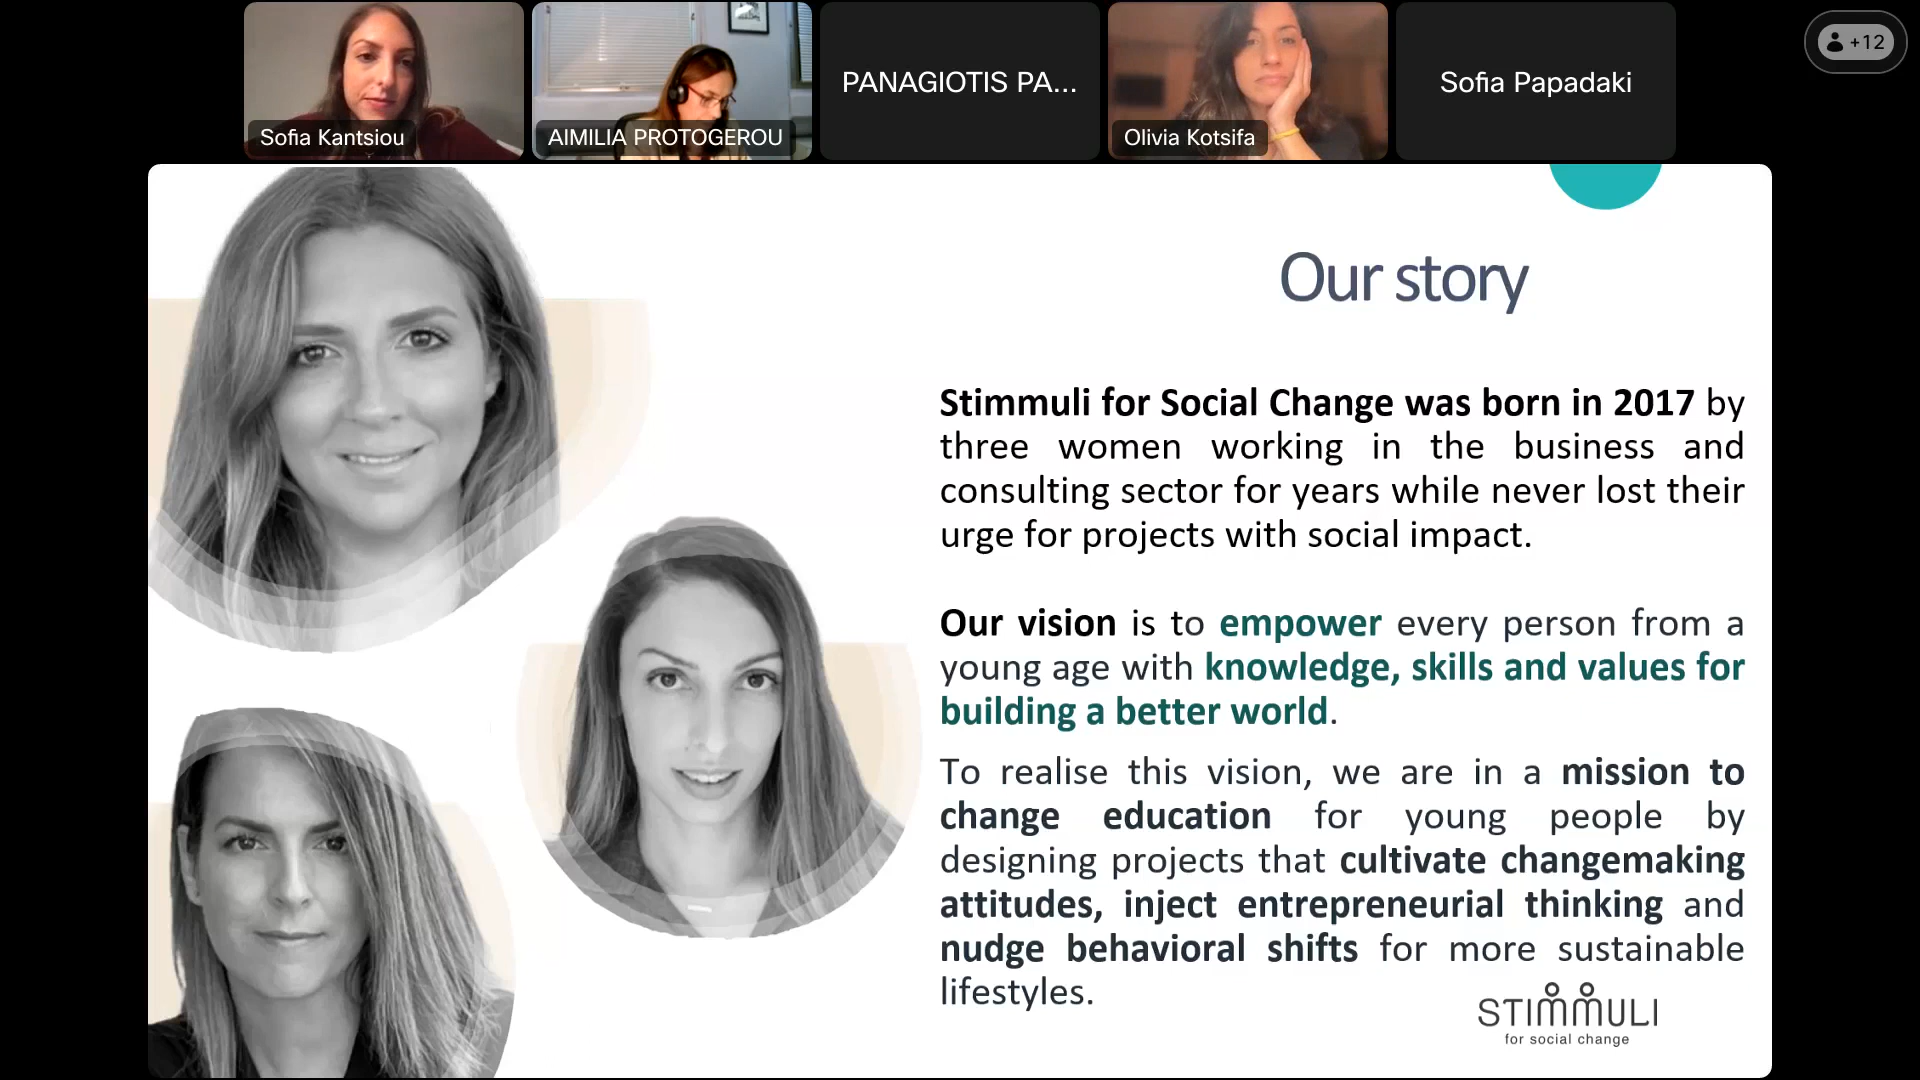 Sofia Kantsiou
AIMILIA PROTOGEROU
PANAGIOTIS PA...
Olivia Kotsifa
Sofia Papadaki
+12
Our story
Stimmuli for Social Change was born in 2017 by
three women working in the business and
consulting sector for years while never lost their
urge for projects with social impact.
Our vision is to empower every person from a
young age with knowledge, skills and values for
building a better world.
To realise this vision, we are in a mission to
change education for young people by
designing projects that cultivate changemaking
attitudes, inject entrepreneurial thinking and
nudge behavioral shifts for more sustainable
lifestyles.
STIMMULI
for social change